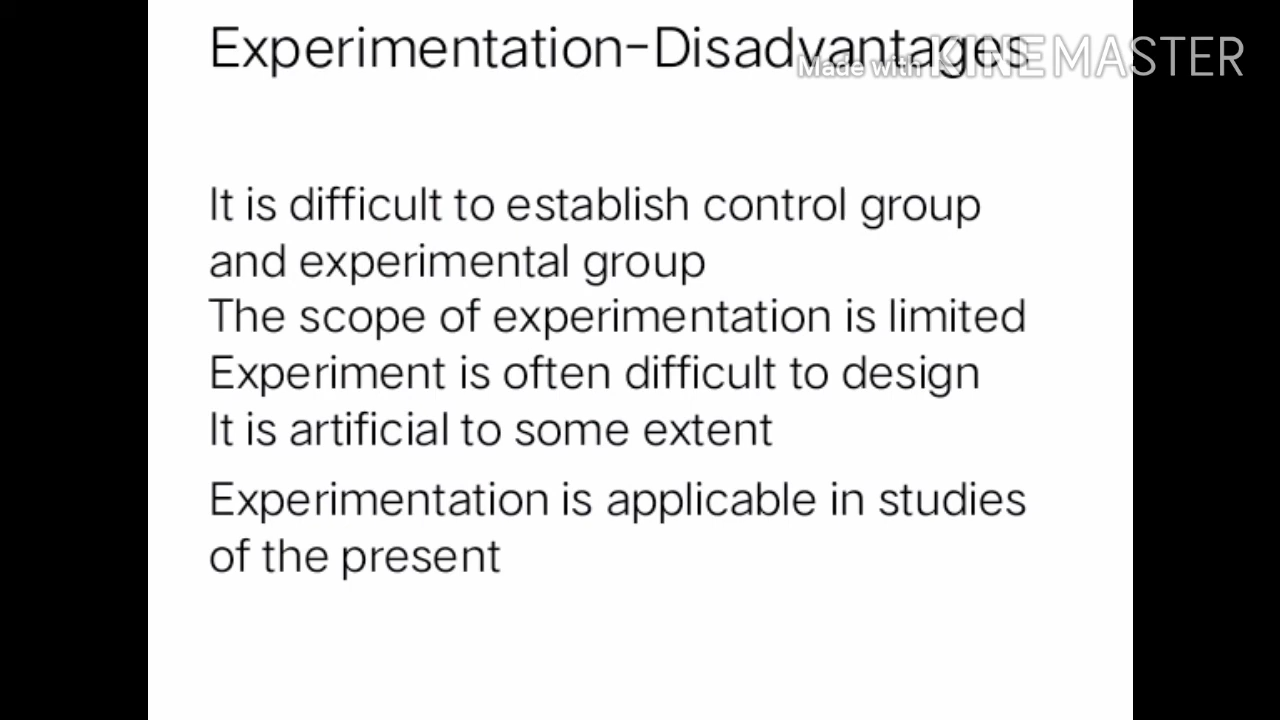 Experimentation-Disadvantages
Made with KINEMASTER
It is difficult to establish control group
and experimental group
The scope of experimentation is limited
Experiment is often difficult to design
It is artificial to some extent
Experimentation is applicable in studies
of the present